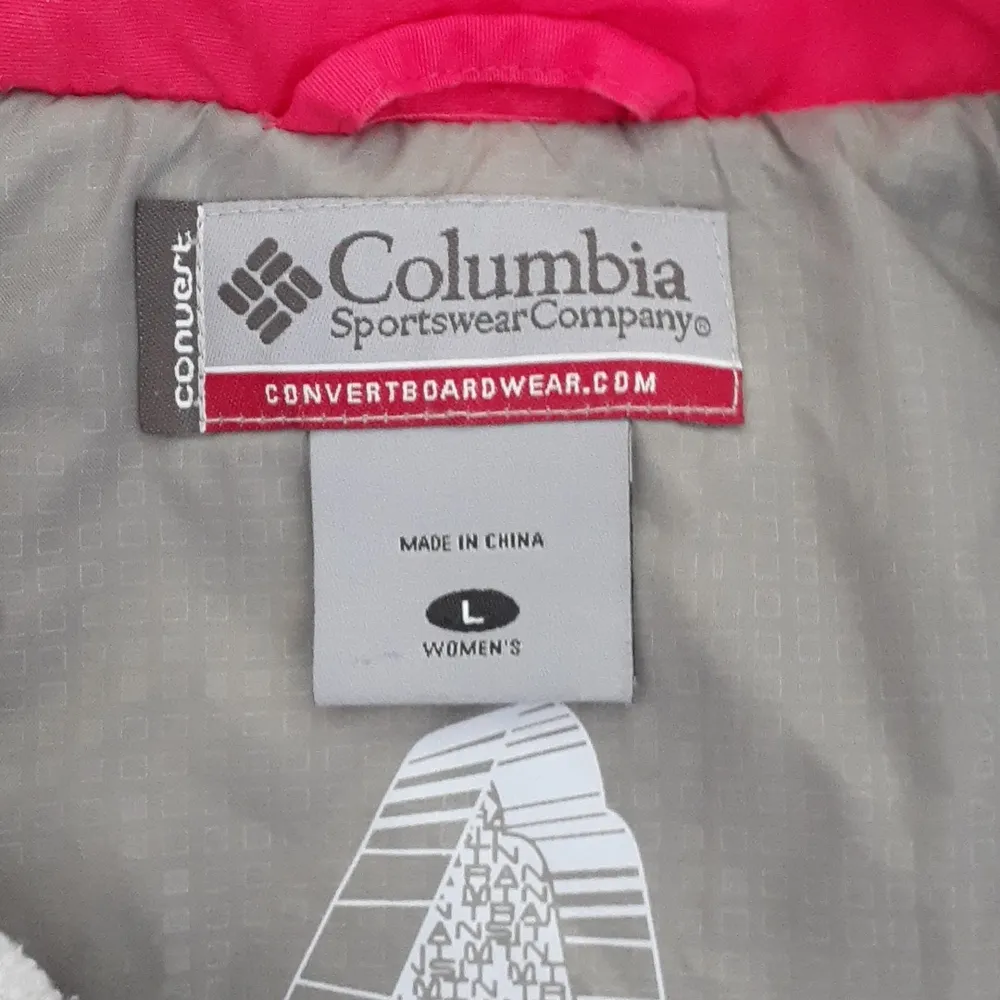 convert
Columbia
Sportswear Company®
CONVERTBOARDWEAR.COM
MADE IN CHINA
L
WOMEN'S